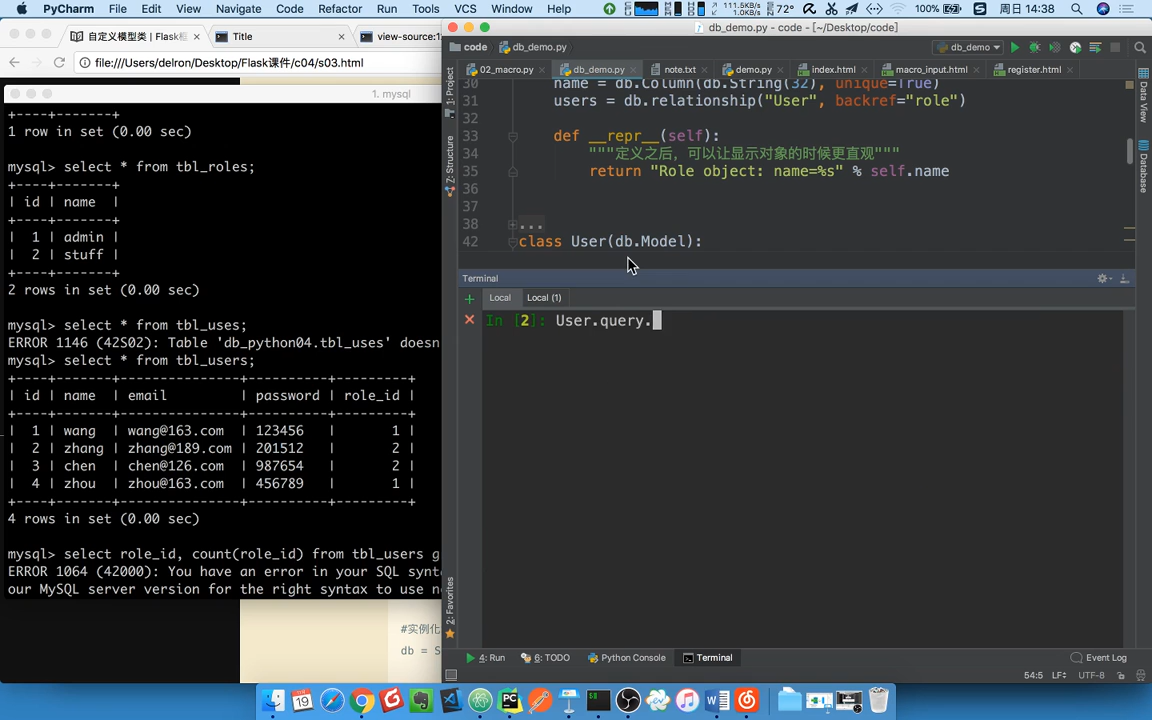 PyCharm File Edit View Navigate Code Refactor Run Tools VCS Window Help
111.5KB/s
1.0KB/s
72° 100% 周日 14:38
自定义模型类 | Flask框 × Title × view-source:
file:///Users/delron/Desktop/Flask课件/c04/s03.html
1. mysql
+----+-------+
1 row in set (0.00 sec)
mysql> select * from tbl_roles;
+----+-------+
| id | name |
+----+-------+
| 1 | admin |
| 2 | stuff |
+----+-------+
2 rows in set (0.00 sec)
mysql> select * from tbl_uses;
ERROR 1146 (42S02): Table 'db_python04.tbl_uses' doesn
mysql> select * from tbl_users;
+----+-------+---------------+----------+---------+
| id | name | email | password | role_id |
+----+-------+---------------+----------+---------+
| 1 | wang | wang@163.com | 123456 | 1 |
| 2 | zhang | zhang@189.com | 201512 | 2 |
| 3 | chen | chen@126.com | 987654 | 2 |
| 4 | zhou | zhou@163.com | 456789 | 1 |
+----+-------+---------------+----------+---------+
4 rows in set (0.00 sec)
mysql> select role_id, count(role_id) from tbl_users g
ERROR 1064 (42000): You have an error in your SQL synt
our MySQL server version for the right syntax to use n
#实例化
db = S
db_demo.py - code - [~/Desktop/code]
code db_demo.py
db_demo
02_macro.py × db_demo.py × note.txt × demo.py × index.html × macro_input.html × register.html ×
1: Project
7: Structure
2: Favorites
Data View
Database
30 name = db.Column(db.String(32), unique=True)
31 users = db.relationship("User", backref="role")
32
33 def __repr__(self):
34 """定义之后，可以让显示对象的时候更直观"""
35 return "Role object: name=%s" % self.name
36
37
38 ...
42 class User(db.Model):
Terminal
Local Local (1)
In [2]: User.query.
4: Run 6: TODO Python Console Terminal Event Log
54:5 LF÷ UTF-8